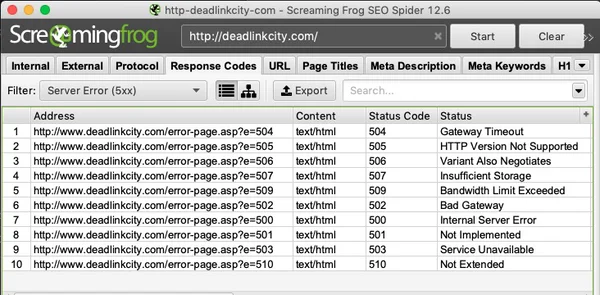 http-deadlinkcity-com - Screaming Frog SEO Spider 12.6
Screamingfrog http://deadlinkcity.com/ Start Clear
Internal External Protocol Response Codes URL Page Titles Meta Description Meta Keywords H1
Filter: Server Error (5xx) Export Search...
Address Content Status Code Status
1 http://www.deadlinkcity.com/error-page.asp?e=504 text/html 504 Gateway Timeout
2 http://www.deadlinkcity.com/error-page.asp?e=505 text/html 505 HTTP Version Not Supported
3 http://www.deadlinkcity.com/error-page.asp?e=506 text/html 506 Variant Also Negotiates
4 http://www.deadlinkcity.com/error-page.asp?e=507 text/html 507 Insufficient Storage
5 http://www.deadlinkcity.com/error-page.asp?e=509 text/html 509 Bandwidth Limit Exceeded
6 http://www.deadlinkcity.com/error-page.asp?e=502 text/html 502 Bad Gateway
7 http://www.deadlinkcity.com/error-page.asp?e=500 text/html 500 Internal Server Error
8 http://www.deadlinkcity.com/error-page.asp?e=501 text/html 501 Not Implemented
9 http://www.deadlinkcity.com/error-page.asp?e=503 text/html 503 Service Unavailable
10 http://www.deadlinkcity.com/error-page.asp?e=510 text/html 510 Not Extended